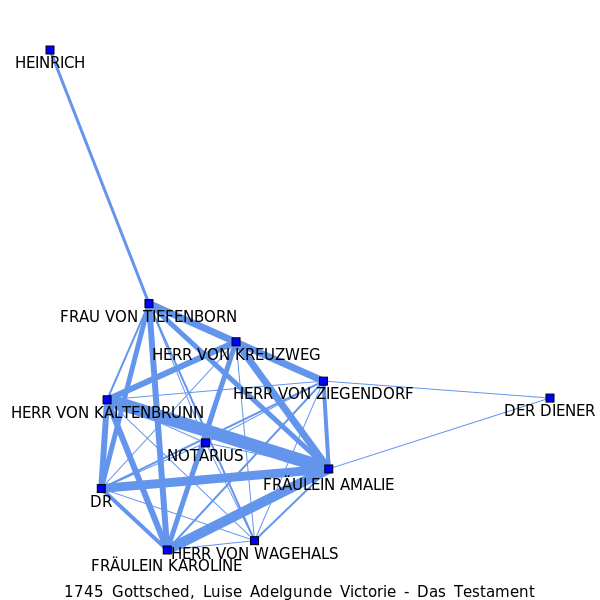 HEINRICH
FRAU VON TIEFENBORN
HERR VON KREUZWEG
HERR VON ZIEGENDORF
HERR VON KALTENBRUNN
DER DIENER
NOTARIUS
FRÄULEIN AMALIE
DR
HERR VON WAGEHALS
FRÄULEIN KAROLINE
1745 Gottsched, Luise Adelgunde Victorie - Das Testament